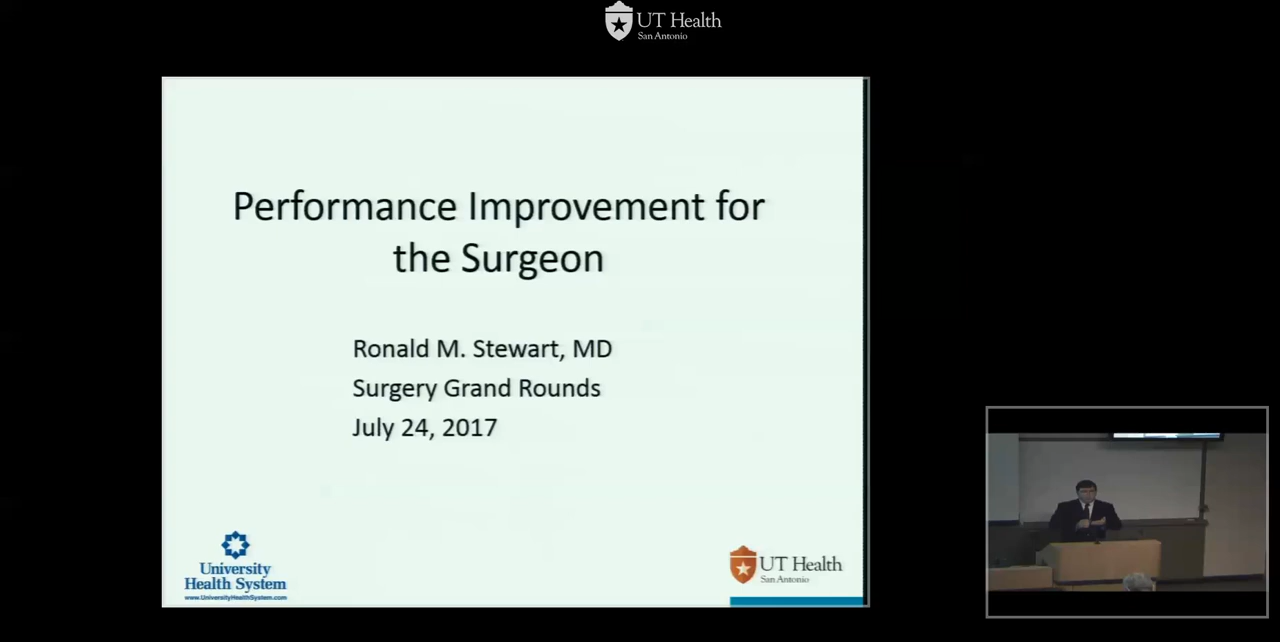 UT Health
San Antonio
Performance Improvement for
the Surgeon
Ronald M. Stewart, MD
Surgery Grand Rounds
July 24, 2017
University
Health System
www.UniversityHealthSystem.com
UT Health
San Antonio